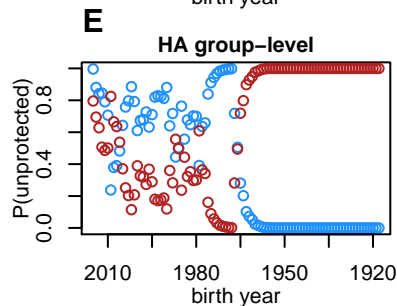 birth year
E
HA group-level
P(unprotected)
0.0 0.4 0.8
2010 1980 1950 1920
birth year